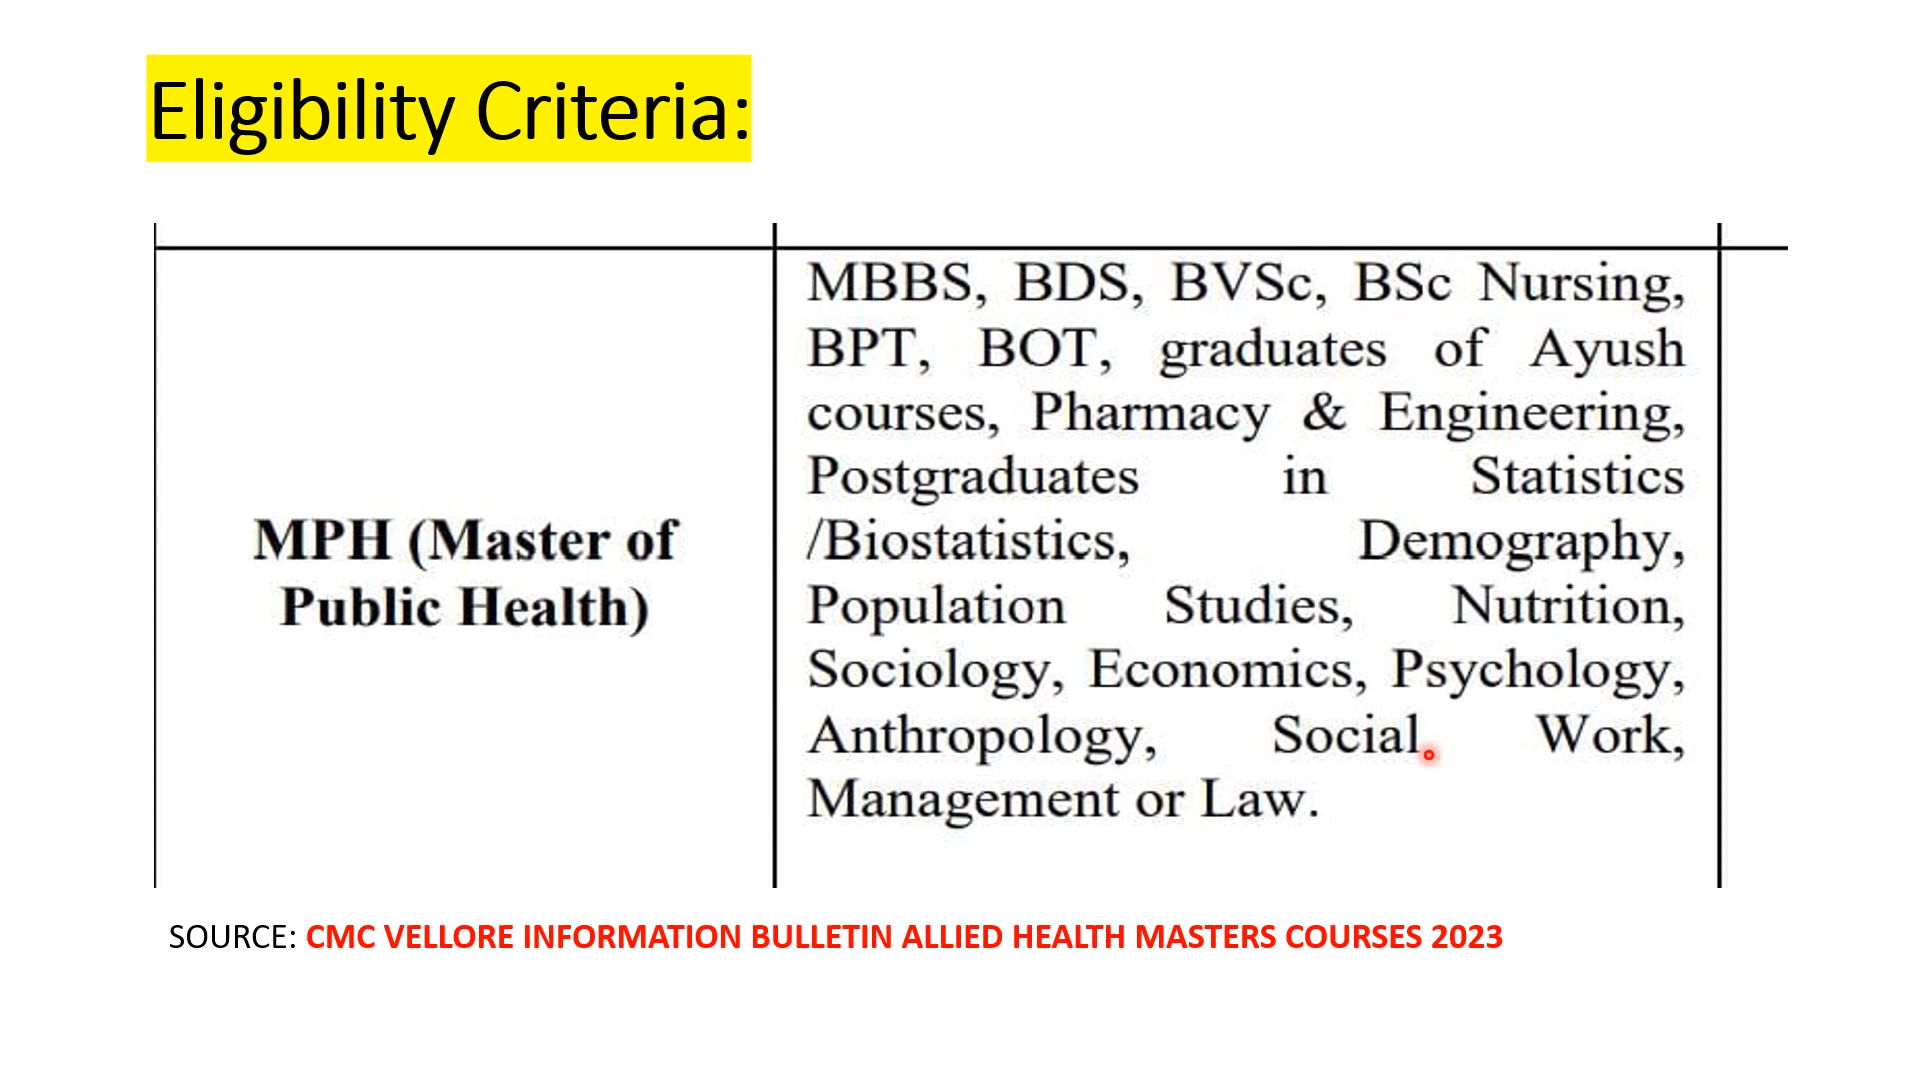 Eligibility Criteria:
MPH (Master of
Public Health)
MBBS, BDS, BVSc, BSc Nursing,
BPT, BOT, graduates of Ayush
courses, Pharmacy & Engineering,
Postgraduates in Statistics
/Biostatistics, Demography,
Population Studies, Nutrition,
Sociology, Economics, Psychology,
Anthropology, Social Work,
Management or Law.
SOURCE: CMC VELLORE INFORMATION BULLETIN ALLIED HEALTH MASTERS COURSES 2023